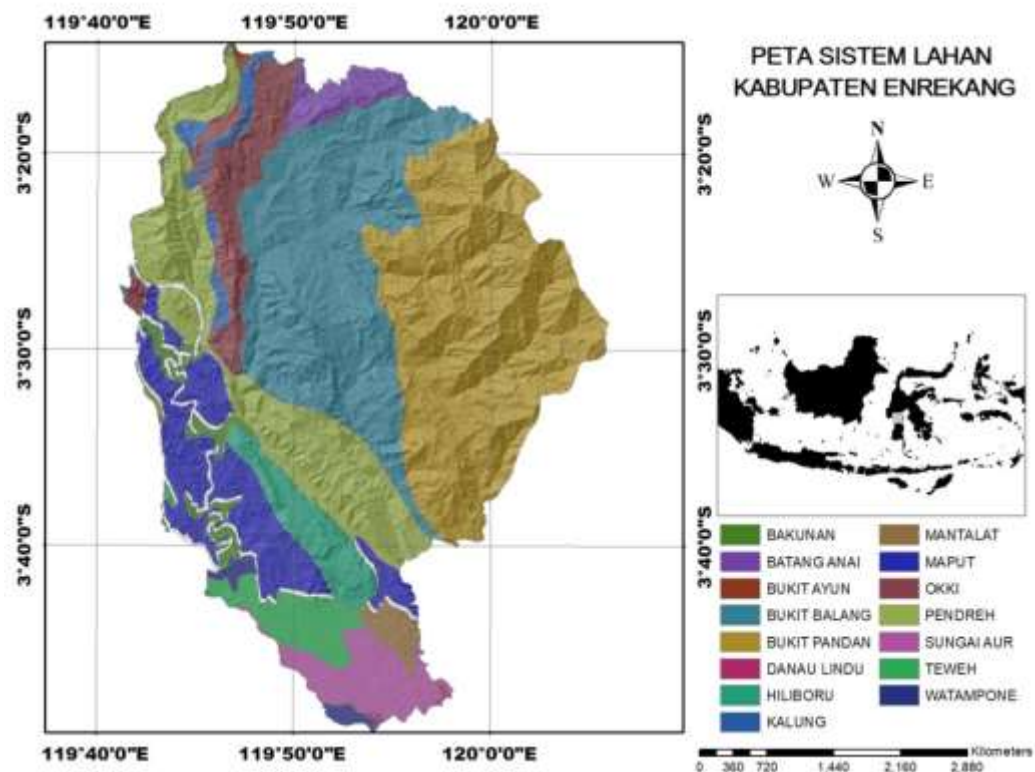 119°40'0"E 119°50'0"E 120°0'0"E
PETA SISTEM LAHAN
KABUPATEN ENREKANG
N
W E
S
3°20'0"S 3°20'0"S
3°30'0"S 3°30'0"S
3°40'0"S 3°40'0"S
BAKUNAN
BATANG ANAI
BUKIT AYUN
BUKIT BALANG
BUKIT PANDAN
DANAU LINDU
HILIBORU
KALUNG
MANTALAT
MAPUT
OKKI
PENDREH
SUNGAI AUR
TEWEH
WATAMPONE
119°40'0"E 119°50'0"E 120°0'0"E
Kilometers
0 360 720 1.440 2.160 2.880